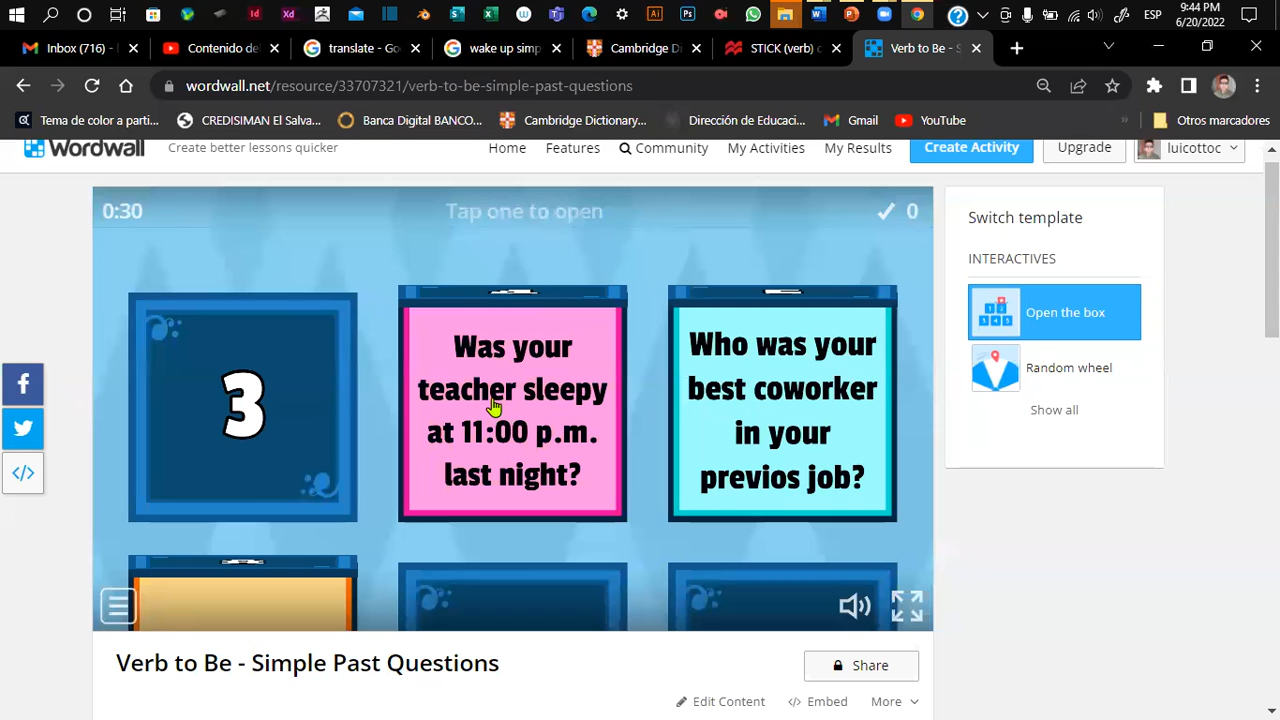 ESP
9:44 PM
6/20/2022
Inbox (716) -
Contenido de
translate - Go
wake up simp
Cambridge D
STICK (verb) c
Verb to Be - S
wordwall.net/resource/33707321/verb-to-be-simple-past-questions
Tema de color a parti...
CREDISIMAN El Salva...
Banca Digital BANCO...
Cambridge Dictionary...
Dirección de Educaci...
Gmail
YouTube
Otros marcadores
Wordwall
Create better lessons quicker
Home
Features
Community
My Activities
My Results
Create Activity
Upgrade
luicottoc
0:30
Tap one to open
0
3
Was your
teacher sleepy
at 11:00 p.m.
last night?
Who was your
best coworker
in your
previos job?
Switch template
INTERACTIVES
Open the box
Random wheel
Show all
Verb to Be - Simple Past Questions
Share
Edit Content
Embed
More